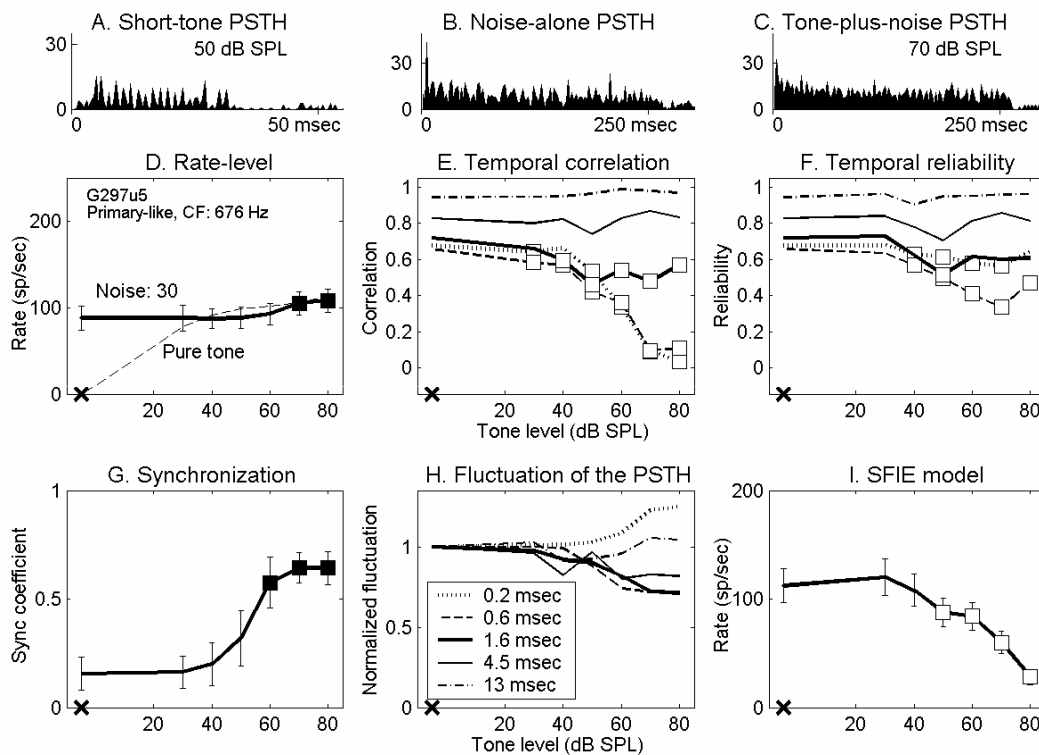 A. Short-tone PSTH
B. Noise-alone PSTH
C. Tone-plus-noise PSTH
30
50 dB SPL
0
0
50 msec
30
0
0
250 msec
30
70 dB SPL
0
0
250 msec
D. Rate-level
E. Temporal correlation
F. Temporal reliability
G297u5
Primary-like, CF: 676 Hz
Noise: 30
Pure tone
Rate (sp/sec)
200
100
0
20 40 60 80
Correlation
1
0.8
0.6
0.4
0.2
0
20 40 60 80
Tone level (dB SPL)
Reliability
1
0.8
0.6
0.4
0.2
0
20 40 60 80
G. Synchronization
H. Fluctuation of the PSTH
I. SFIE model
Sync coefficient
1
0.5
0
20 40 60 80
Normalized fluctuation
1
0.5
0
0.2 msec
0.6 msec
1.6 msec
4.5 msec
13 msec
20 40 60 80
Tone level (dB SPL)
Rate (sp/sec)
200
100
0
20 40 60 80